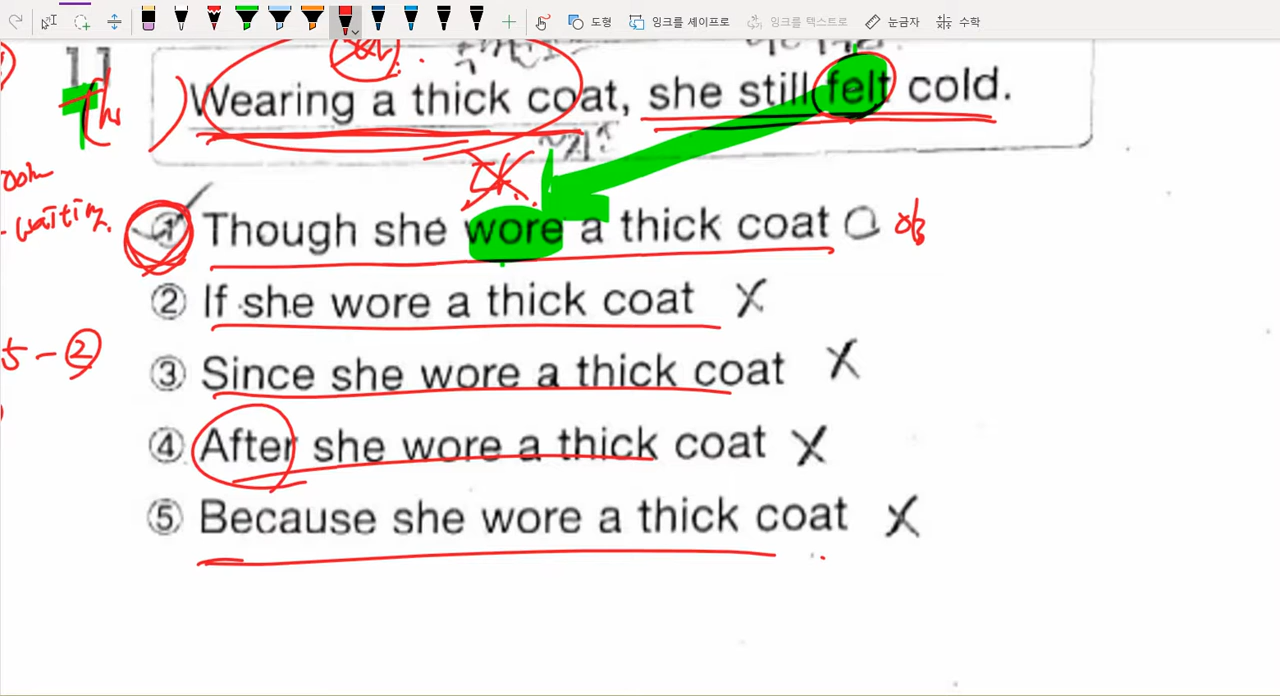 도형 잉크를 셰이프로 잉크를 텍스트로 눈금자 수학
11
Wearing a thick coat, she still felt cold.
waiting.
① Though she wore a thick coat O
② If she wore a thick coat X
5-②
③ Since she wore a thick coat X
④ After she wore a thick coat X
⑤ Because she wore a thick coat X